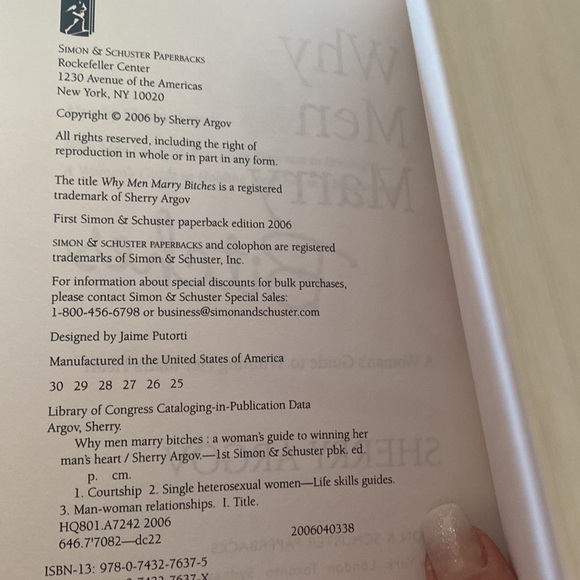 SIMON & SCHUSTER PAPERBACKS
Rockefeller Center
1230 Avenue of the Americas
New York, NY 10020
Copyright © 2006 by Sherry Argov
All rights reserved, including the right of
reproduction in whole or in part in any form.
The title Why Men Marry Bitches is a registered
trademark of Sherry Argov
First Simon & Schuster paperback edition 2006
SIMON & SCHUSTER PAPERBACKS and colophon are registered
trademarks of Simon & Schuster, Inc.
For information about special discounts for bulk purchases,
please contact Simon & Schuster Special Sales:
1-800-456-6798 or business@simonandschuster.com
Designed by Jaime Putorti
Manufactured in the United States of America
30 29 28 27 26 25
Library of Congress Cataloging-in-Publication Data
Argov, Sherry.
Why men marry bitches : a woman's guide to winning her
man's heart / Sherry Argov.—1st Simon & Schuster pbk. ed.
p. cm.
1. Courtship 2. Single heterosexual women—Life skills guides.
3. Man-woman relationships. I. Title.
HQ801.A7242 2006
646.7'7082—dc22 2006040338
ISBN-13: 978-0-7432-7637-5